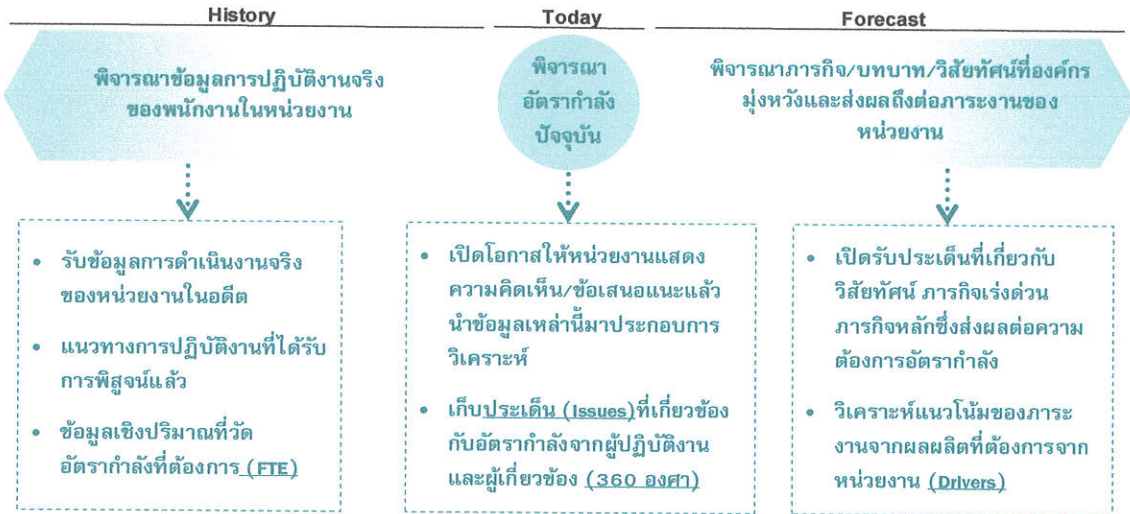 History
Today
Forecast
พิจารณาข้อมูลการปฏิบัติงานจริง
ของพนักงานในหน่วยงาน
พิจารณา
อัตรากำลัง
ปัจจุบัน
พิจารณาภารกิจ/บทบาท/วิสัยทัศน์ที่องค์กร
มุ่งหวังและส่งผลถึงต่อภาระงานของ
หน่วยงาน
• รับข้อมูลการดำเนินงานจริง
ของหน่วยงานในอดีต
• แนวทางการปฏิบัติงานที่ได้รับ
การพิสูจน์แล้ว
• ข้อมูลเชิงปริมาณที่วัด
อัตรากำลังที่ต้องการ (FTE)
• เปิดโอกาสให้หน่วยงานแสดง
ความคิดเห็น/ข้อเสนอแนะแล้ว
นำข้อมูลเหล่านี้มาประกอบการ
วิเคราะห์
• เก็บประเด็น (Issues)ที่เกี่ยวข้อง
กับอัตรากำลังจากผู้ปฏิบัติงาน
และผู้เกี่ยวข้อง (360 องศา)
• เปิดรับประเด็นที่เกี่ยวกับ
วิสัยทัศน์ ภารกิจเร่งด่วน
ภารกิจหลักซึ่งส่งผลต่อความ
ต้องการอัตรากำลัง
• วิเคราะห์แนวโน้มของภาระ
งานจากผลผลิตที่ต้องการจาก
หน่วยงาน (Drivers)